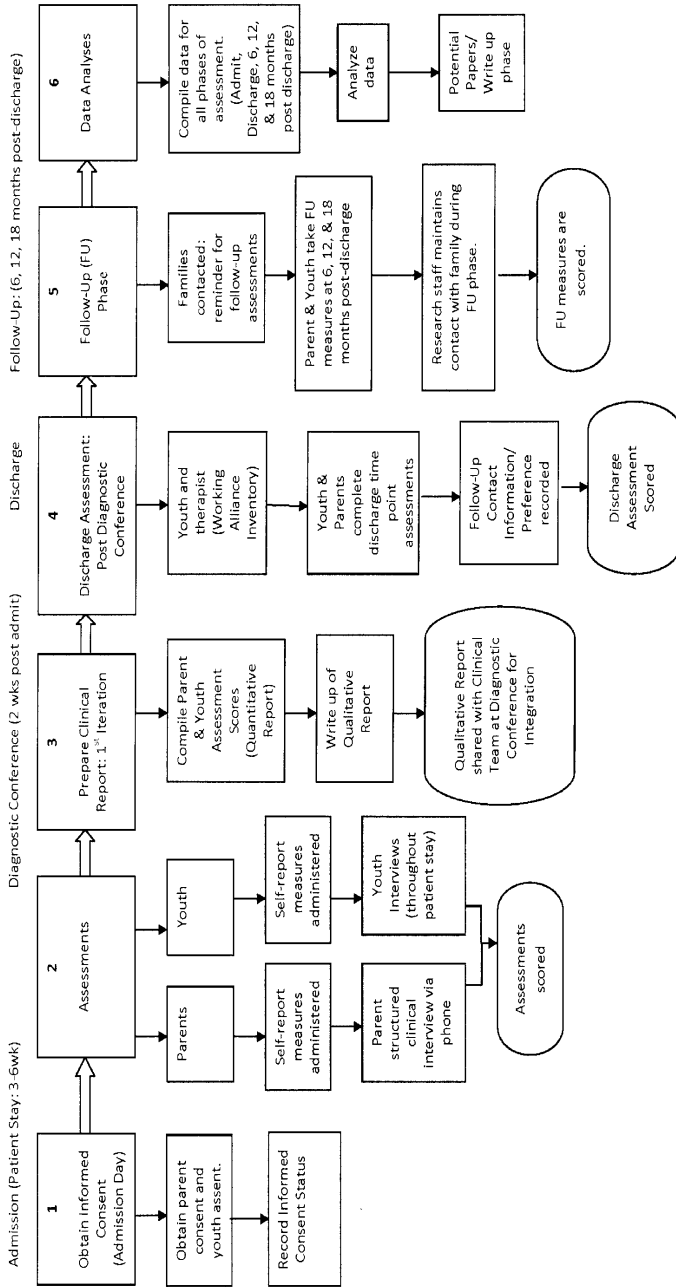 Admission (Patient Stay: 3-6wk)
Diagnostic Conference (2 wks post admit)
Discharge
Follow-Up: (6, 12, 18 months post-discharge)
1
Obtain informed
Consent
(Admission Day)
Obtain parent
consent and
youth assent.
Record Informed
Consent Status
2
Assessments
Parents
Self-report
measures
administered
Parent
structured
clinical
interview via
phone
Youth
Self-report
measures
administered
Youth
Interviews
(throughout
patient stay)
Assessments
scored
3
Prepare Clinical
Report: 1st Iteration
Compile Parent
& Youth
Assessment
Scores
(Quantitative
Report)
Write up of
Qualitative
Report
Qualitative Report
shared with Clinical
Team at Diagnostic
Conference for
Integration
4
Discharge Assessment:
Post Diagnostic
Conference
Youth and
therapist
(Working
Alliance
Inventory)
Youth &
Parents
complete
discharge time
point
assessments
Follow-Up
Contact
Information/
Preference
recorded
Discharge
Assessment
Scored
5
Follow-Up (FU)
Phase
Families
contacted:
reminder for
follow-up
assessments
Parent & Youth take FU
measures at 6, 12, & 18
months post-discharge
Research staff maintains
contact with family during
FU phase.
FU measures are
scored.
6
Data Analyses
Compile data for
all phases of
assessment.
(Admit,
Discharge, 6, 12,
& 18 months
post discharge)
Analyze
data
Potential
Papers/
Write up
phase